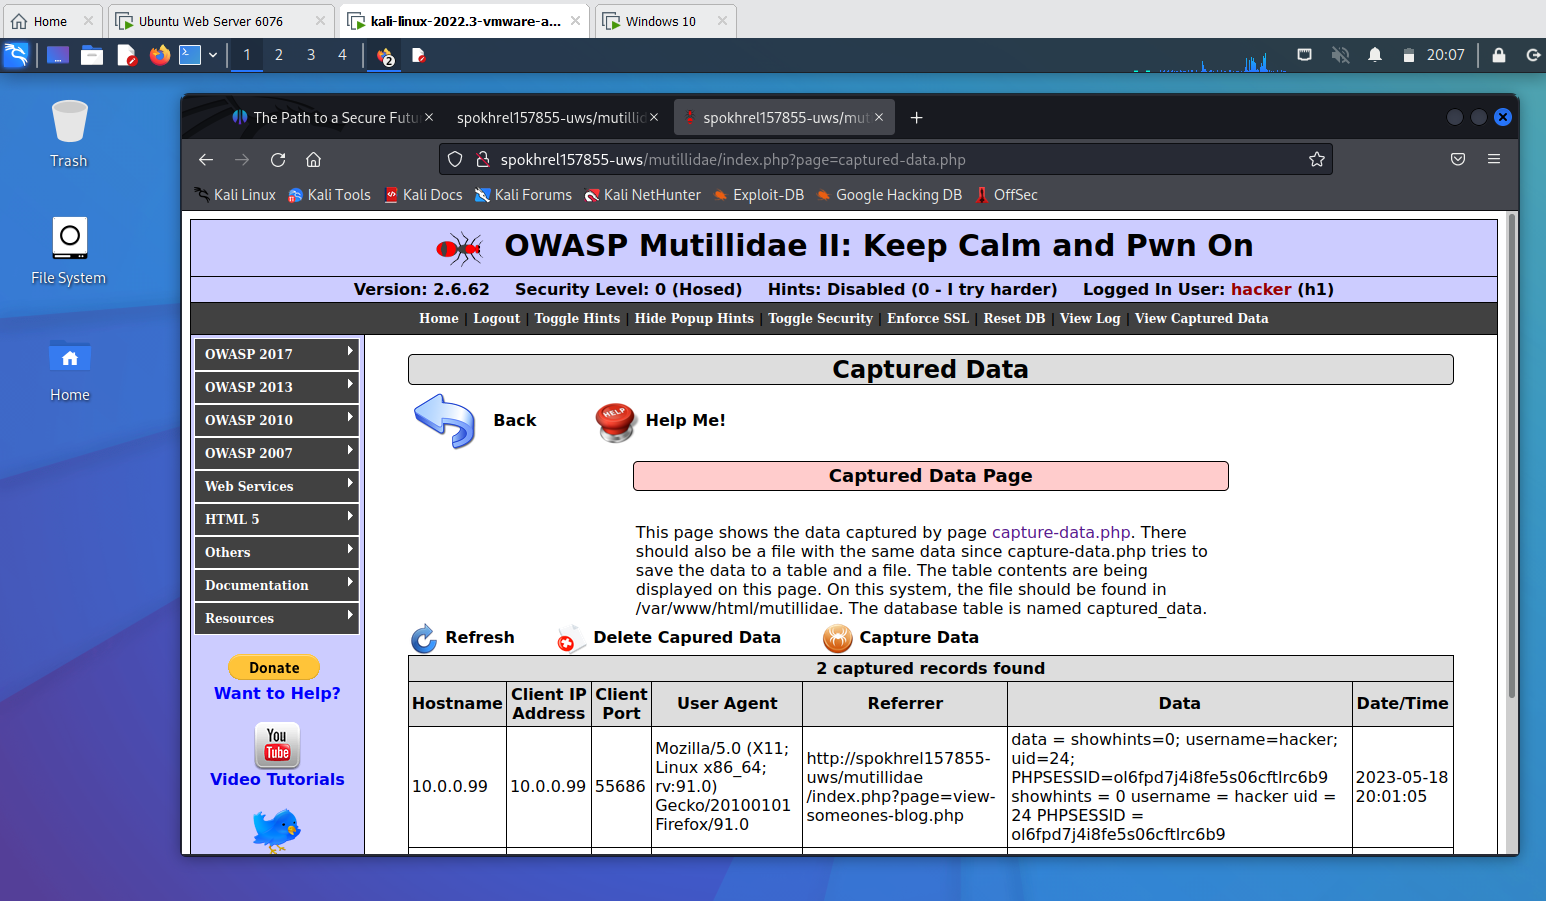 Home
Ubuntu Web Server 6076
kali-linux-2022.3-vmware-a...
Windows 10
1 2 3 4
2
20:07
Trash
File System
Home
The Path to a Secure Futu
spokhrel157855-uws/mutillid
spokhrel157855-uws/mut
spokhrel157855-uws/mutillidae/index.php?page=captured-data.php
Kali Linux
Kali Tools
Kali Docs
Kali Forums
Kali NetHunter
Exploit-DB
Google Hacking DB
OffSec
OWASP Mutillidae II: Keep Calm and Pwn On
Version: 2.6.62 Security Level: 0 (Hosed) Hints: Disabled (0 - I try harder) Logged In User: hacker (h1)
Home | Logout | Toggle Hints | Hide Popup Hints | Toggle Security | Enforce SSL | Reset DB | View Log | View Captured Data
OWASP 2017
OWASP 2013
OWASP 2010
OWASP 2007
Web Services
HTML 5
Others
Documentation
Resources
Donate
Want to Help?
You
Tube
Video Tutorials
Captured Data
Back
HELP
Help Me!
Captured Data Page
This page shows the data captured by page capture-data.php. There
should also be a file with the same data since capture-data.php tries to
save the data to a table and a file. The table contents are being
displayed on this page. On this system, the file should be found in
/var/www/html/mutillidae. The database table is named captured_data.
Refresh
Delete Capured Data
Capture Data
2 captured records found
Hostname
Client IP
Address
Client
Port
User Agent
Referrer
Data
Date/Time
10.0.0.99
10.0.0.99
55686
Mozilla/5.0 (X11;
Linux x86_64;
rv:91.0)
Gecko/20100101
Firefox/91.0
http://spokhrel157855-
uws/mutillidae
/index.php?page=view-
someones-blog.php
data = showhints=0; username=hacker;
uid=24;
PHPSESSID=ol6fpd7j4i8fe5s06cftlrc6b9
showhints = 0 username = hacker uid =
24 PHPSESSID =
ol6fpd7j4i8fe5s06cftlrc6b9
2023-05-18
20:01:05